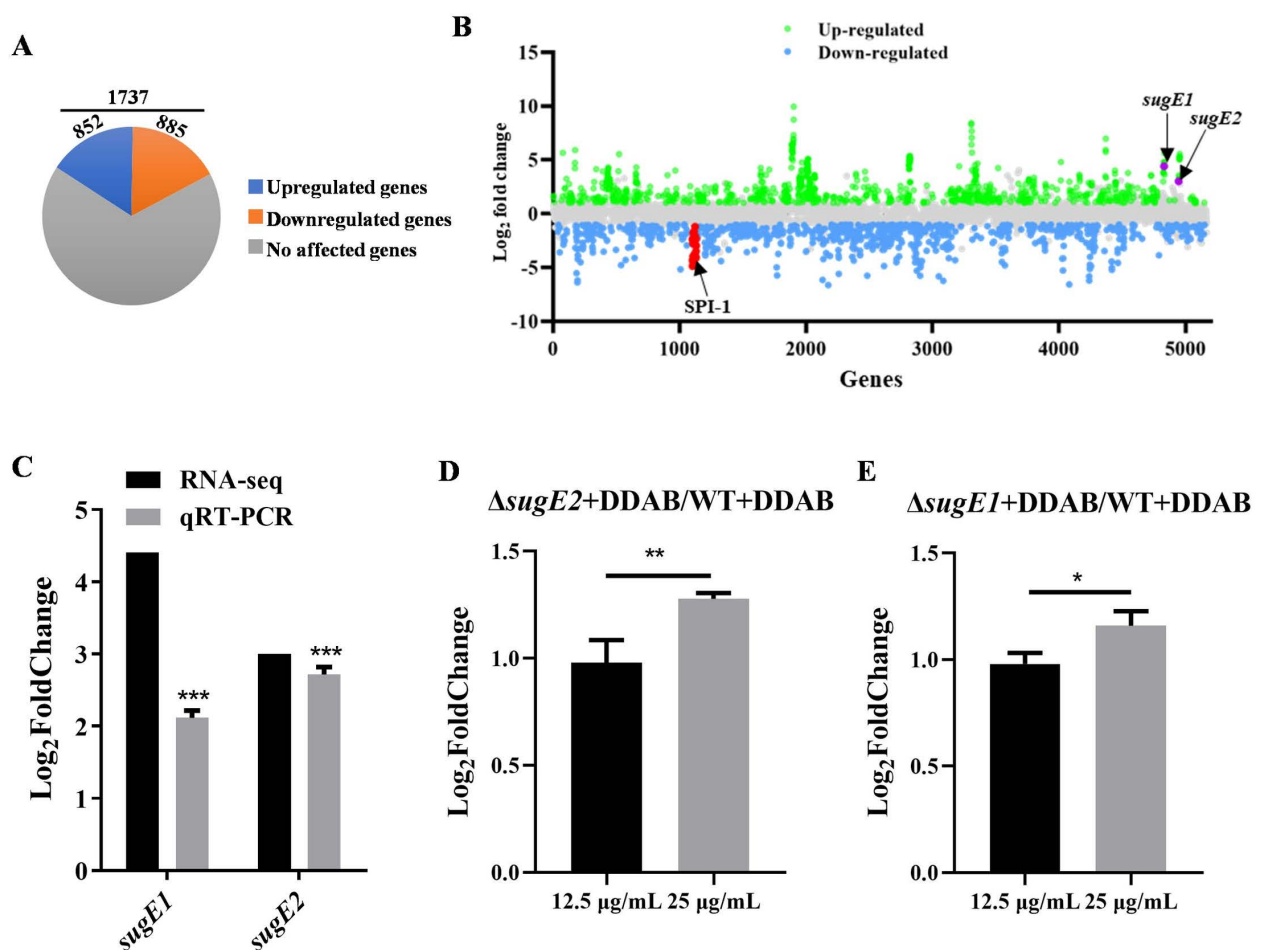 A
1737
852
885
Upregulated genes
Downregulated genes
No affected genes
B
Up-regulated
Down-regulated
15
10
5
0
-5
-10
Log2 fold change
sugE1
sugE2
SPI-1
0 1000 2000 3000 4000 5000
Genes
C
RNA-seq
qRT-PCR
5
4
3
2
1
0
Log2FoldChange
***
***
sugE1
sugE2
D
ΔsugE2+DDAB/WT+DDAB
1.5
1.0
0.5
0.0
Log2FoldChange
**
12.5 μg/mL 25 μg/mL
E
ΔsugE1+DDAB/WT+DDAB
1.5
1.0
0.5
0.0
Log2FoldChange
*
12.5 μg/mL 25 μg/mL